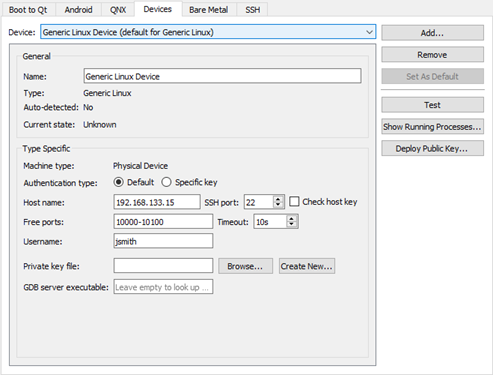 Boot to Qt Android QNX Devices Bare Metal SSH
Device: Generic Linux Device (default for Generic Linux) Add...
General Remove
Name: Generic Linux Device Set As Default
Type: Generic Linux
Auto-detected: No Test
Current state: Unknown Show Running Processes...
Type Specific Deploy Public Key...
Machine type: Physical Device
Authentication type: Default Specific key
Host name: 192.168.133.15 SSH port: 22 Check host key
Free ports: 10000-10100 Timeout: 10s
Username: jsmith
Private key file: Browse... Create New...
GDB server executable: Leave empty to look up ...